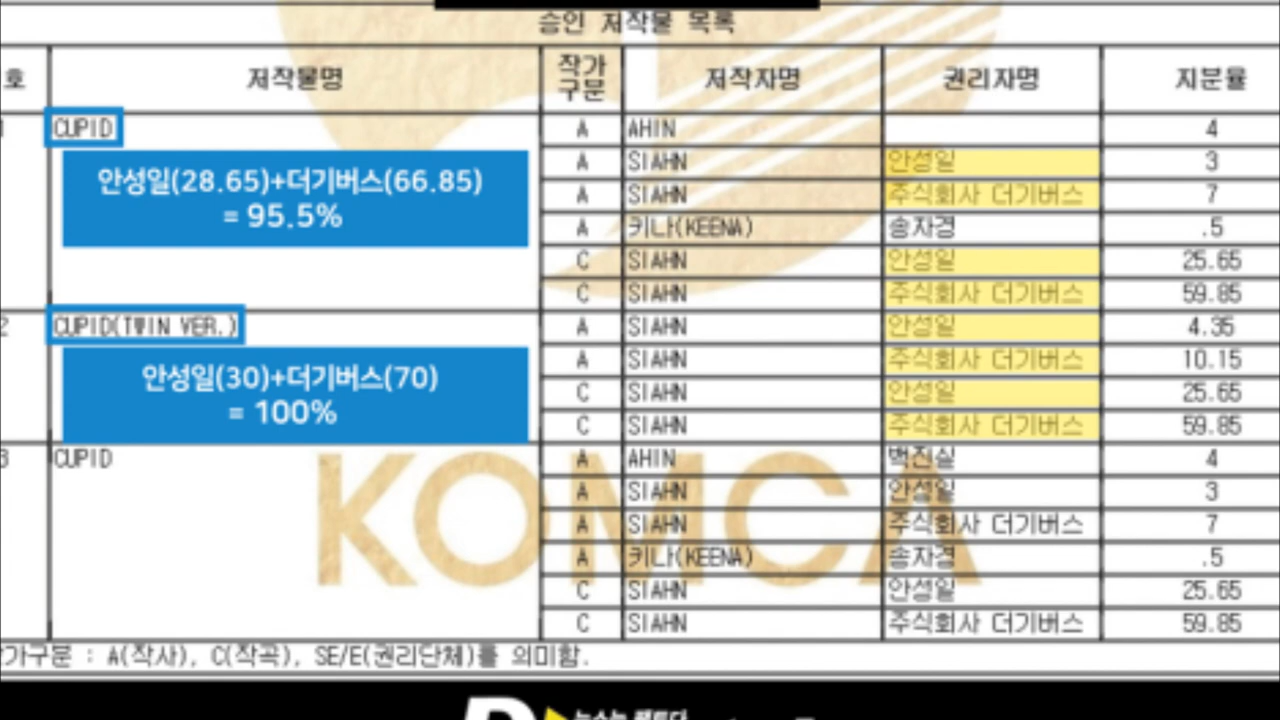 승인 저작물 목록
호 저작물명 작가구분 저작자명 권리자명 지분율
1 CUPID A AHIN 4
안성일(28.65)+더기버스(66.85)
= 95.5%
A SIAHN 안성일 3
A SIAHN 주식회사 더기버스 7
A 키나(KEENA) 송자경 .5
C SIAHN 안성일 25.65
C SIAHN 주식회사 더기버스 59.85
2 CUPID(TWIN VER.) A SIAHN 안성일 4.35
안성일(30)+더기버스(70)
= 100%
A SIAHN 주식회사 더기버스 10.15
C SIAHN 안성일 25.65
C SIAHN 주식회사 더기버스 59.85
3 CUPID A AHIN 백진실 4
A SIAHN 안성일 3
A SIAHN 주식회사 더기버스 7
A 키나(KEENA) 송자경 .5
C SIAHN 안성일 25.65
C SIAHN 주식회사 더기버스 59.85
KOMCA
작가구분 : A(작사), C(작곡), SE/E(권리단체)를 의미함.